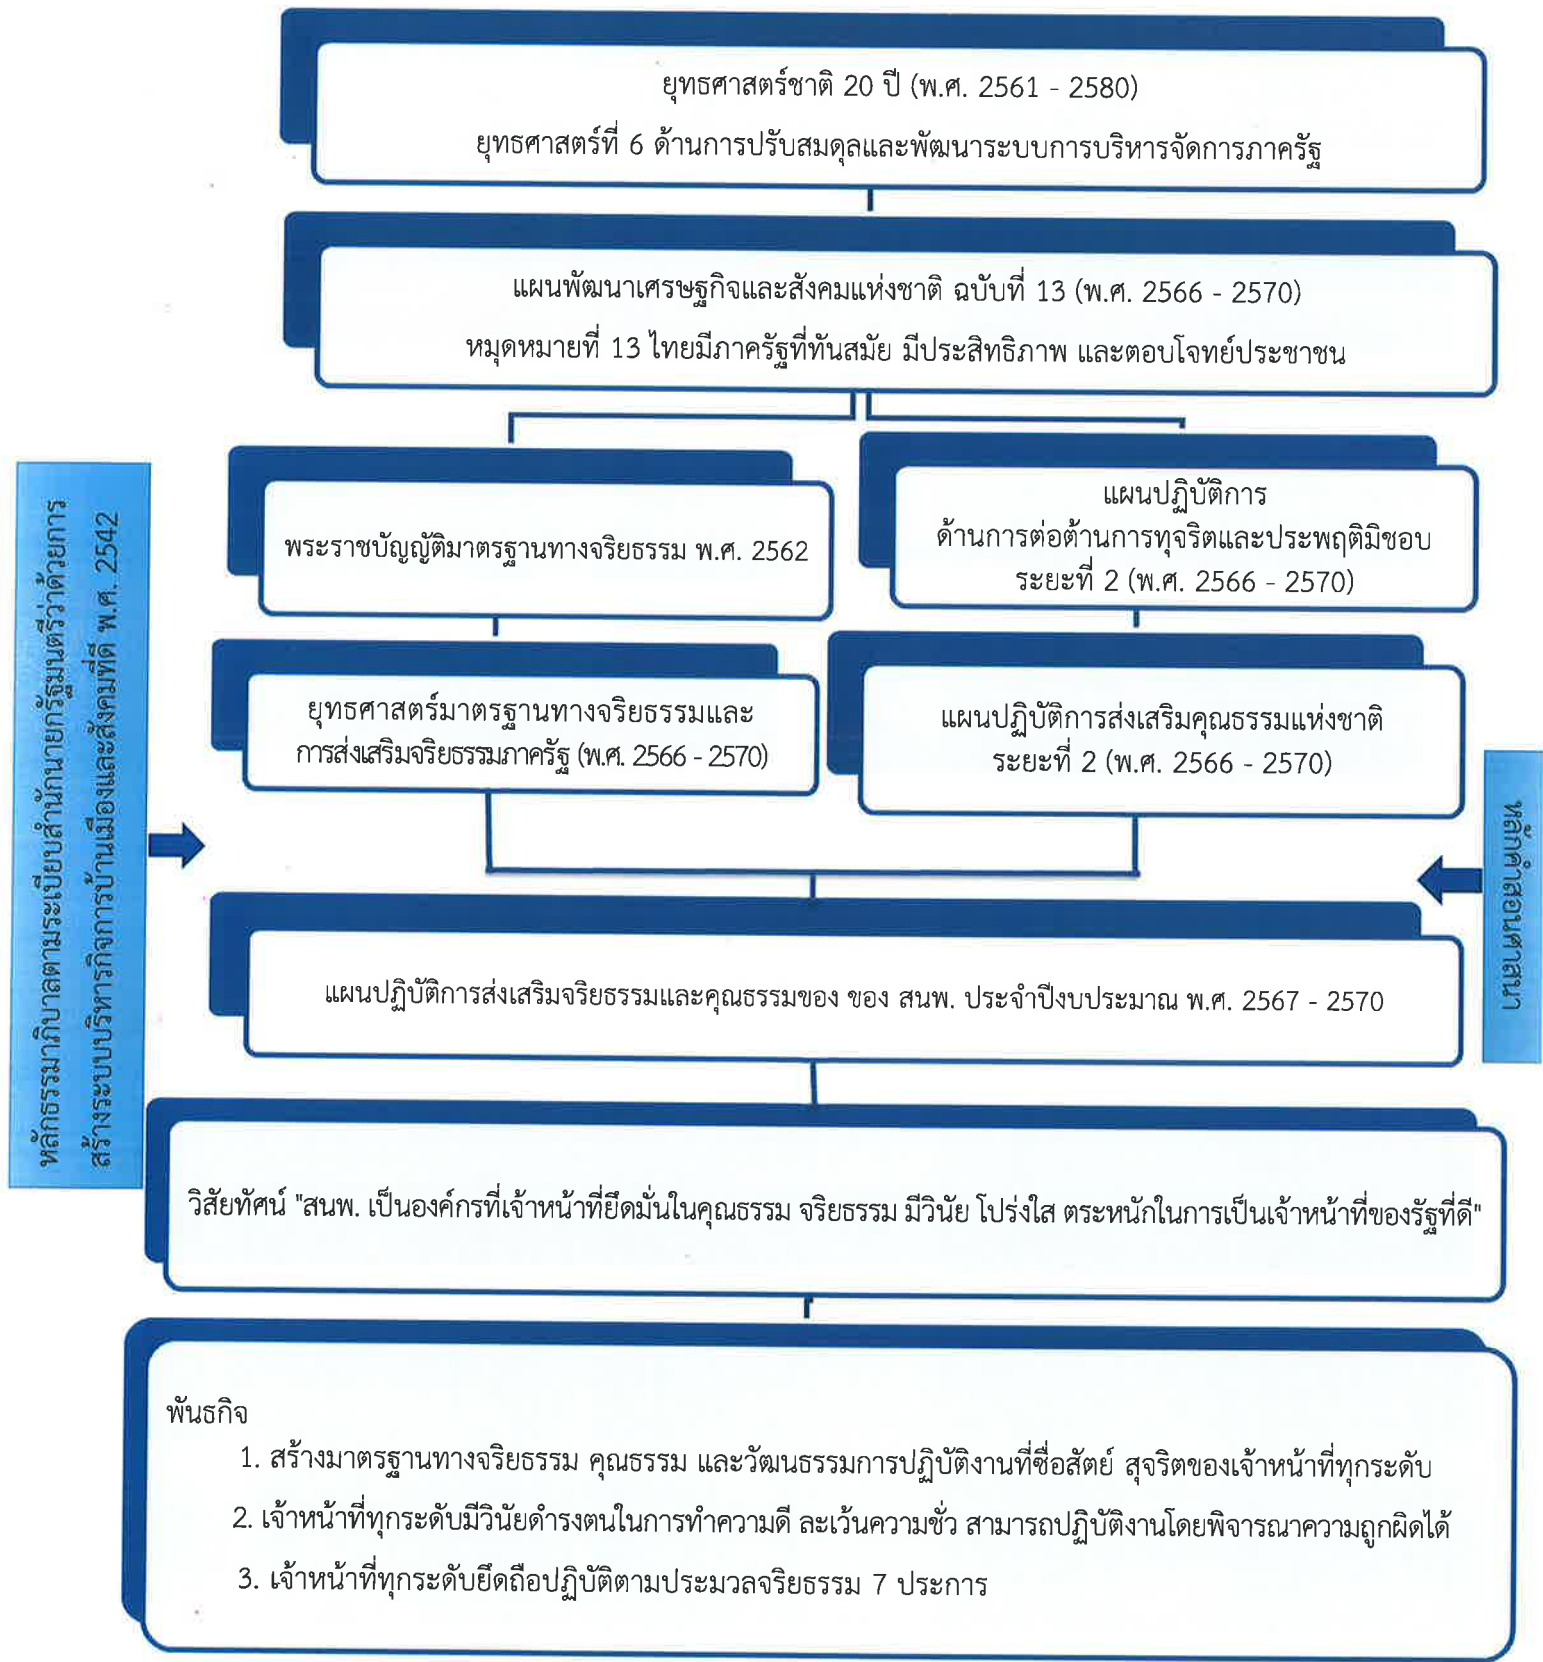 ยุทธศาสตร์ชาติ 20 ปี (พ.ศ. 2561 - 2580)
ยุทธศาสตร์ที่ 6 ด้านการปรับสมดุลและพัฒนาระบบการบริหารจัดการภาครัฐ
แผนพัฒนาเศรษฐกิจและสังคมแห่งชาติ ฉบับที่ 13 (พ.ศ. 2566 - 2570)
หมุดหมายที่ 13 ไทยมีภาครัฐที่ทันสมัย มีประสิทธิภาพ และตอบโจทย์ประชาชน
พระราชบัญญัติมาตรฐานทางจริยธรรม พ.ศ. 2562
แผนปฏิบัติการ
ด้านการต่อต้านการทุจริตและประพฤติมิชอบ
ระยะที่ 2 (พ.ศ. 2566 - 2570)
ยุทธศาสตร์มาตรฐานทางจริยธรรมและ
การส่งเสริมจริยธรรมภาครัฐ (พ.ศ. 2566 - 2570)
แผนปฏิบัติการส่งเสริมคุณธรรมแห่งชาติ
ระยะที่ 2 (พ.ศ. 2566 - 2570)
หลักธรรมาภิบาลตามระเบียบสำนักนายกรัฐมนตรีว่าด้วยการ
สร้างระบบบริหารกิจการบ้านเมืองและสังคมที่ดี พ.ศ. 2542
หลักคำสอนศาสนา
แผนปฏิบัติการส่งเสริมจริยธรรมและคุณธรรมของ ของ สนพ. ประจำปีงบประมาณ พ.ศ. 2567 - 2570
วิสัยทัศน์ "สนพ. เป็นองค์กรที่เจ้าหน้าที่ยึดมั่นในคุณธรรม จริยธรรม มีวินัย โปร่งใส ตระหนักในการเป็นเจ้าหน้าที่ของรัฐที่ดี"
พันธกิจ
1. สร้างมาตรฐานทางจริยธรรม คุณธรรม และวัฒนธรรมการปฏิบัติงานที่ซื่อสัตย์ สุจริตของเจ้าหน้าที่ทุกระดับ
2. เจ้าหน้าที่ทุกระดับมีวินัยดำรงตนในการทำความดี ละเว้นความชั่ว สามารถปฏิบัติงานโดยพิจารณาความถูกผิดได้
3. เจ้าหน้าที่ทุกระดับยึดถือปฏิบัติตามประมวลจริยธรรม 7 ประการ